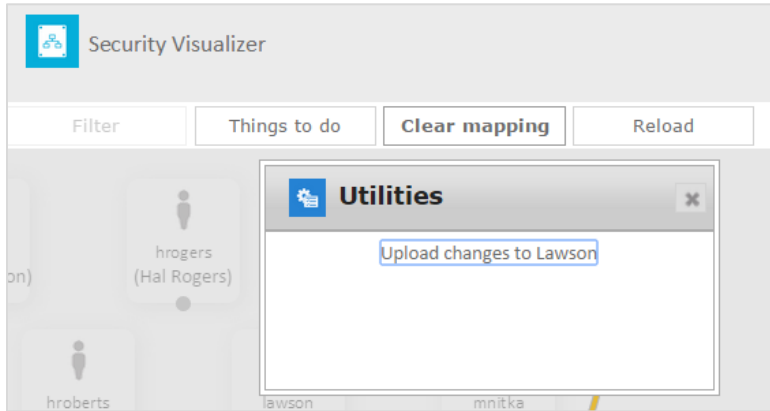 Security Visualizer
Filter
Things to do
Clear mapping
Reload
Utilities
Upload changes to Lawson
hrogers
(Hal Rogers)
on)
hroberts
lawson
mnitka